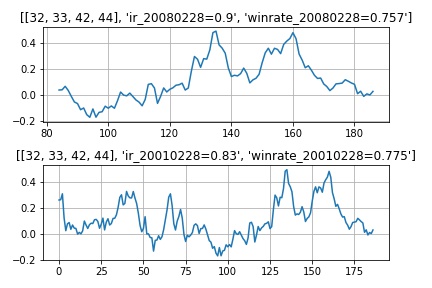 [[32, 33, 42, 44], 'ir_20080228=0.9', 'winrate_20080228=0.757']
0.4
0.2
0.0
−0.2
80 100 120 140 160 180
[[32, 33, 42, 44], 'ir_20010228=0.83', 'winrate_20010228=0.775']
0.4
0.2
0.0
−0.2
0 25 50 75 100 125 150 175